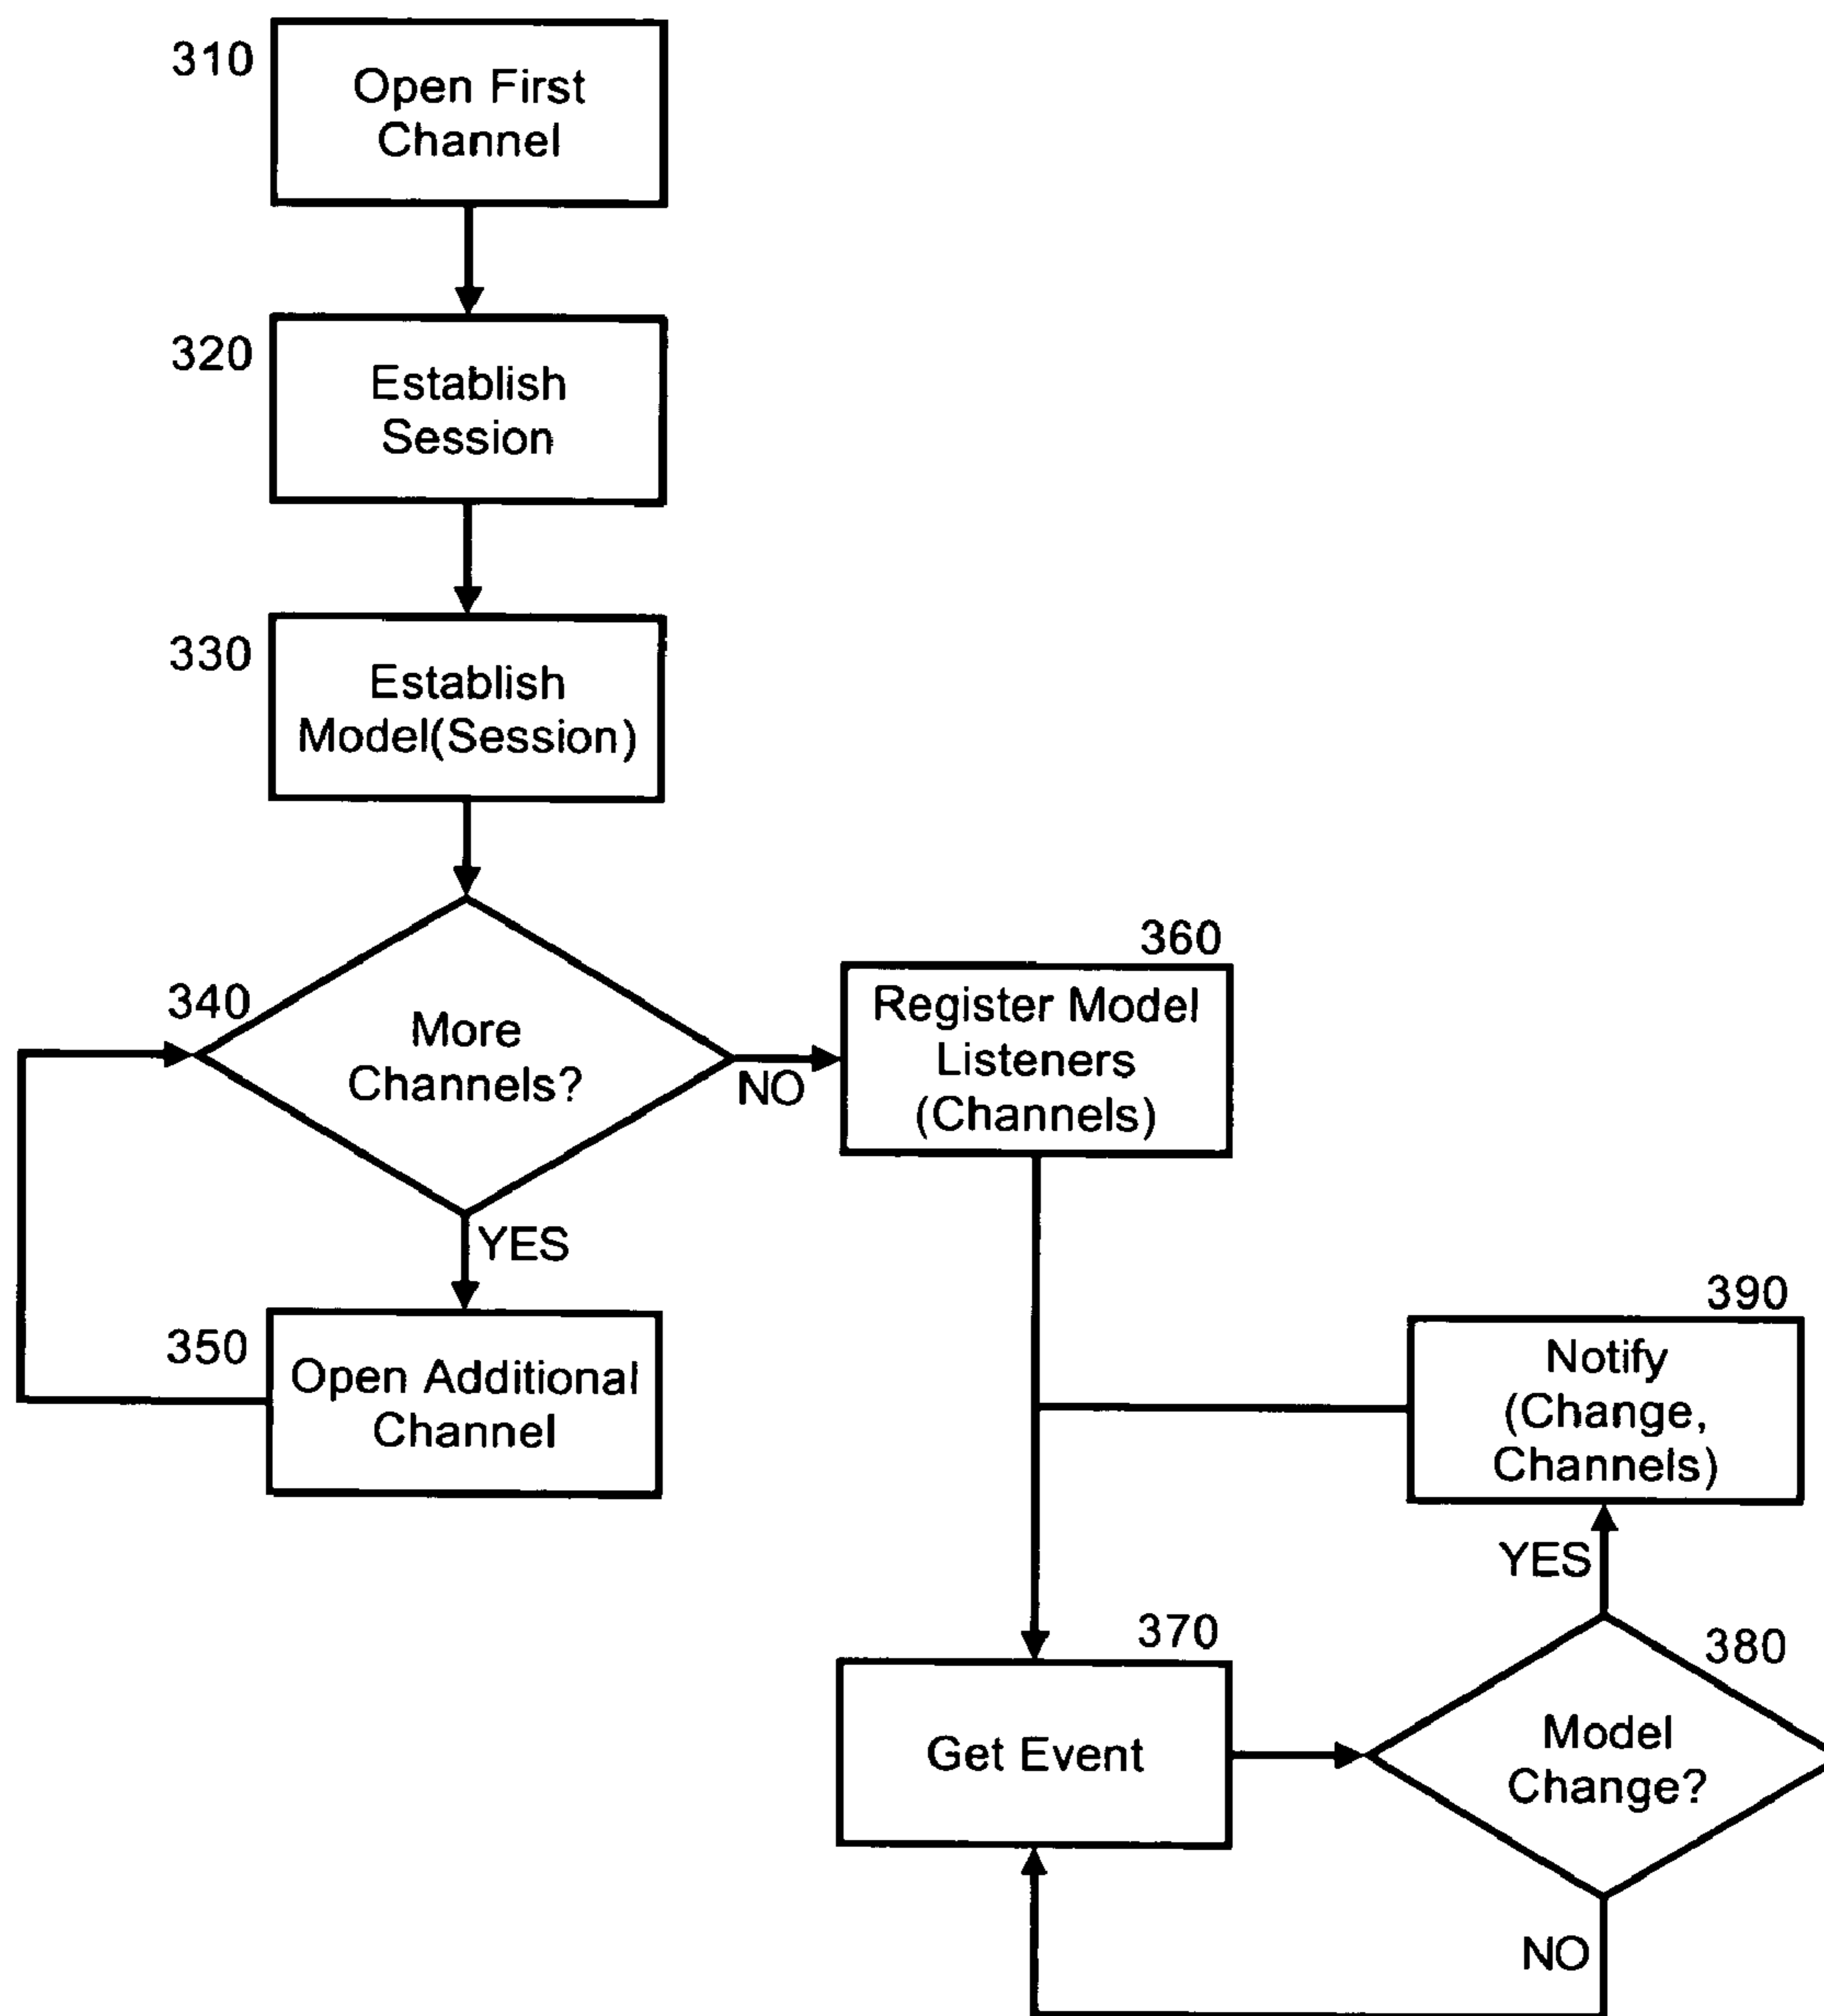 310
Open First
Channel
320
Establish
Session
330
Establish
Model(Session)
340
More
Channels?
NO
YES
350
Open Additional
Channel
360
Register Model
Listeners
(Channels)
390
Notify
(Change,
Channels)
YES
370
Get Event
380
Model
Change?
NO